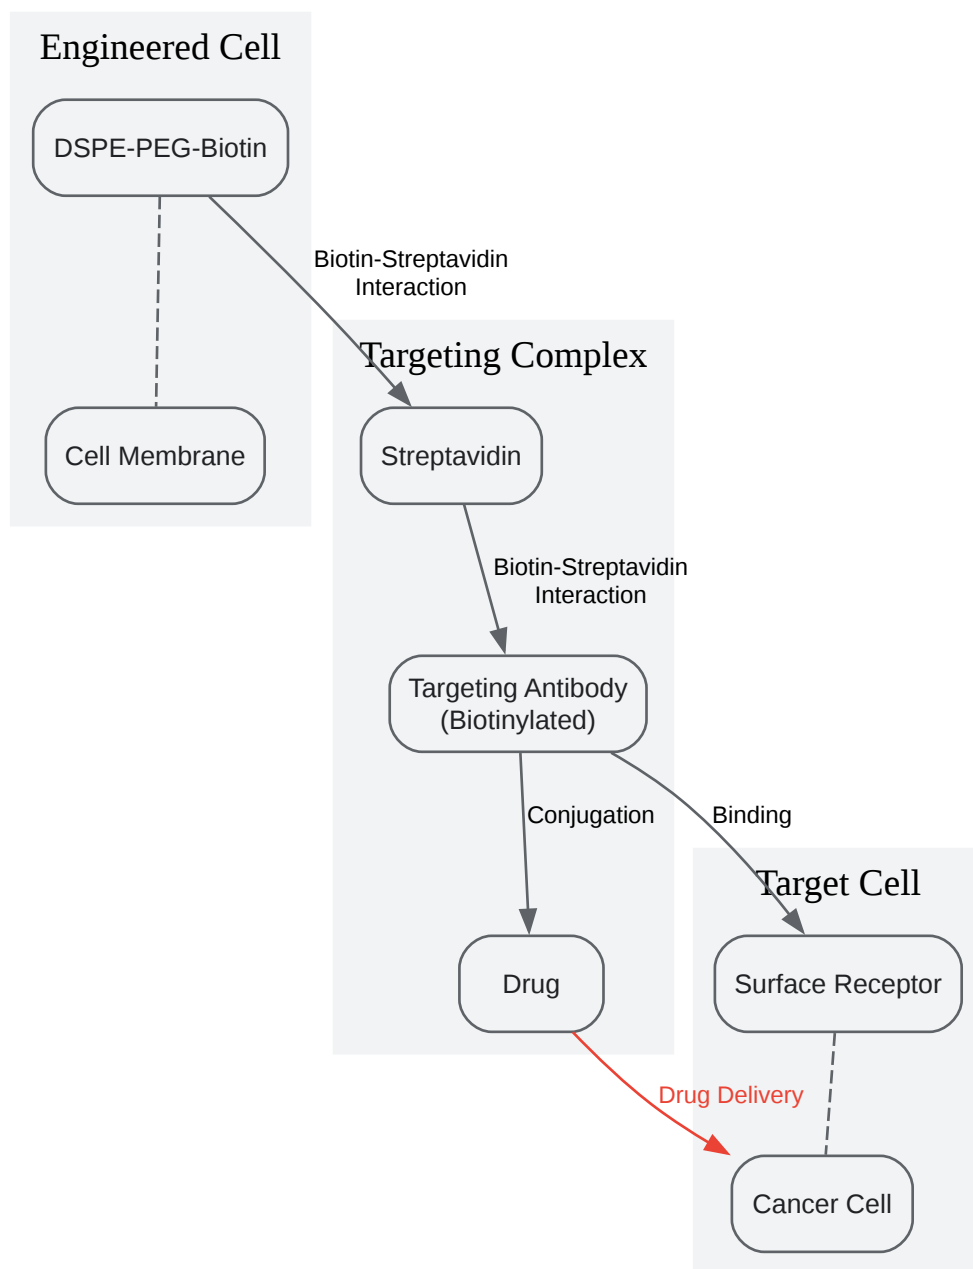 Engineered Cell
DSPE-PEG-Biotin
Biotin-Streptavidin
Interaction
Targeting Complex
Cell Membrane
Streptavidin
Biotin-Streptavidin
Interaction
Targeting Antibody
(Biotinylated)
Conjugation
Binding
Target Cell
Drug
Surface Receptor
Drug Delivery
Cancer Cell